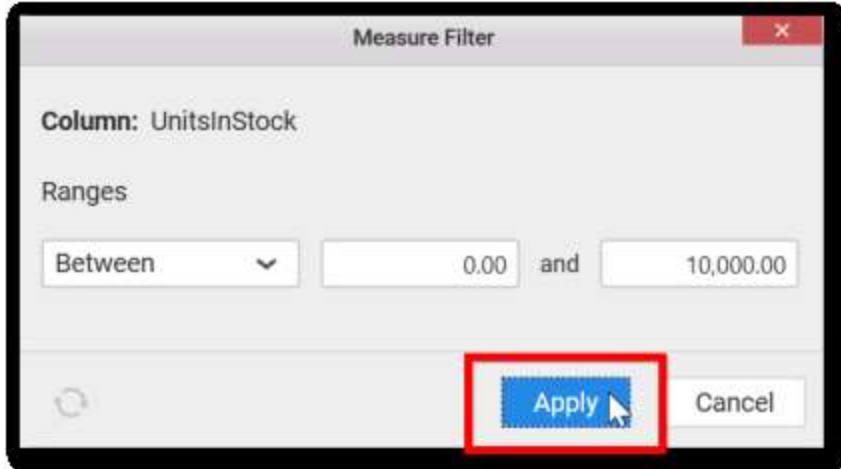 Measure Filter
Column: UnitsInStock
Ranges
Between 0.00 and 10,000.00
Apply Cancel